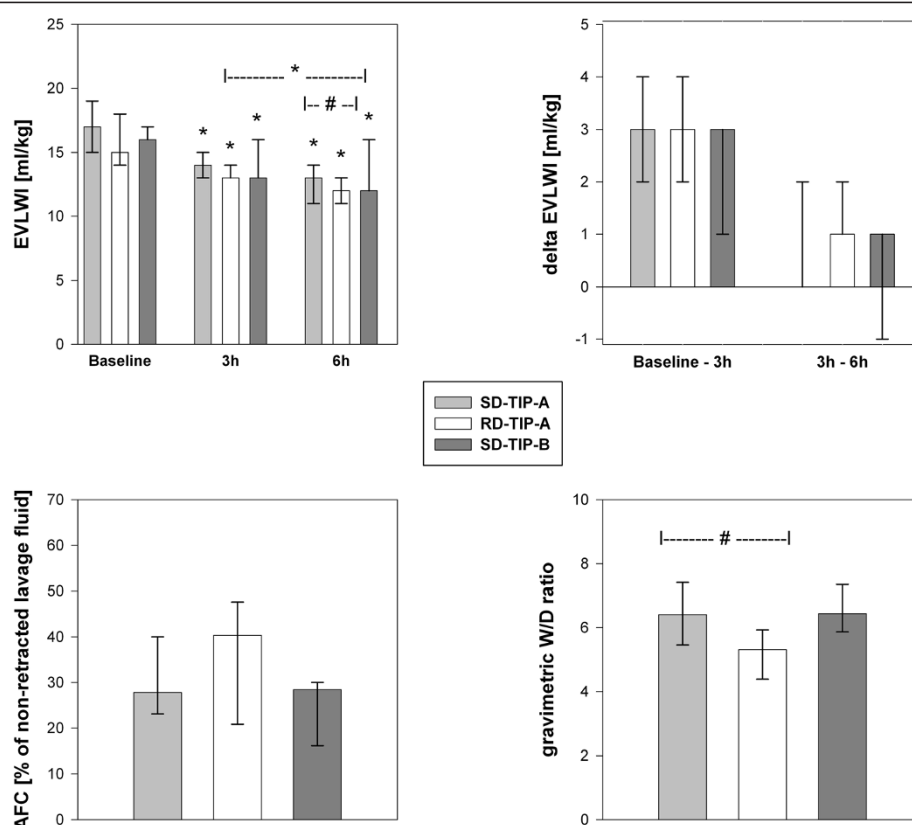 25
20
15
10
5
0
EVLWI [ml/kg]
|--------- * ---------|
|-- # --|
* * *
* * *
Baseline 3h 6h
5
4
3
2
1
0
-1
delta EVLWI [ml/kg]
Baseline - 3h 3h - 6h
SD-TIP-A
RD-TIP-A
SD-TIP-B
70
60
50
40
30
20
10
0
AFC [% of non-retracted lavage fluid]
10
8
6
4
2
0
gravimetric W/D ratio
|------- # -------|